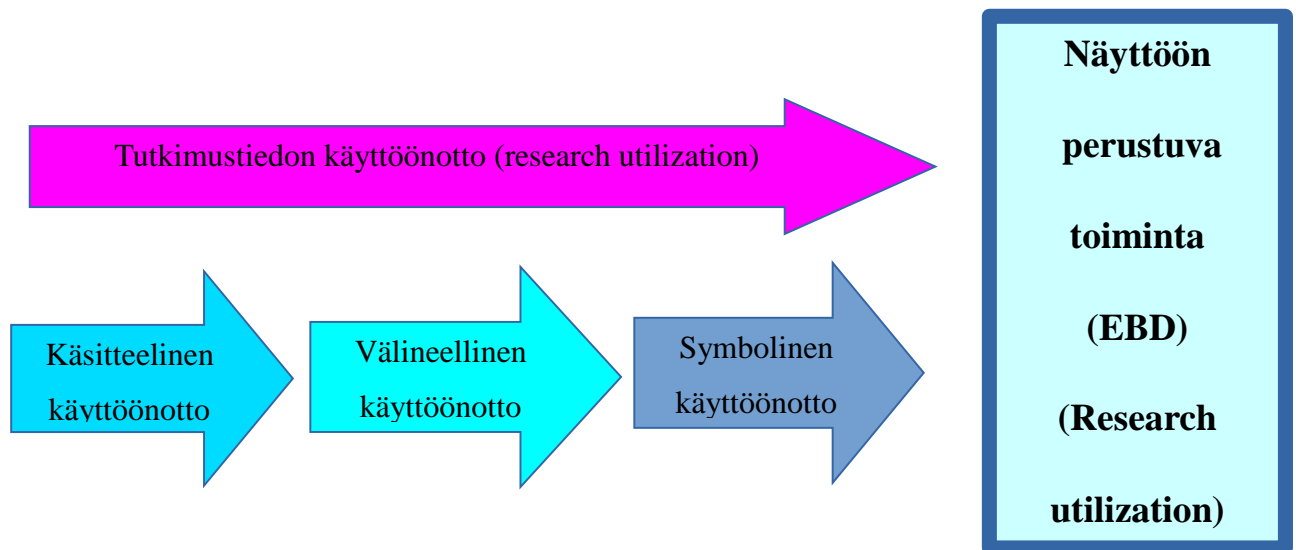 Tutkimustiedon käyttöönotto (research utilization)
Käsitteelinen
käyttöönotto
Välineellinen
käyttöönotto
Symbolinen
käyttöönotto
Näyttöön
perustuva
toiminta
(EBD)
(Research
utilization)